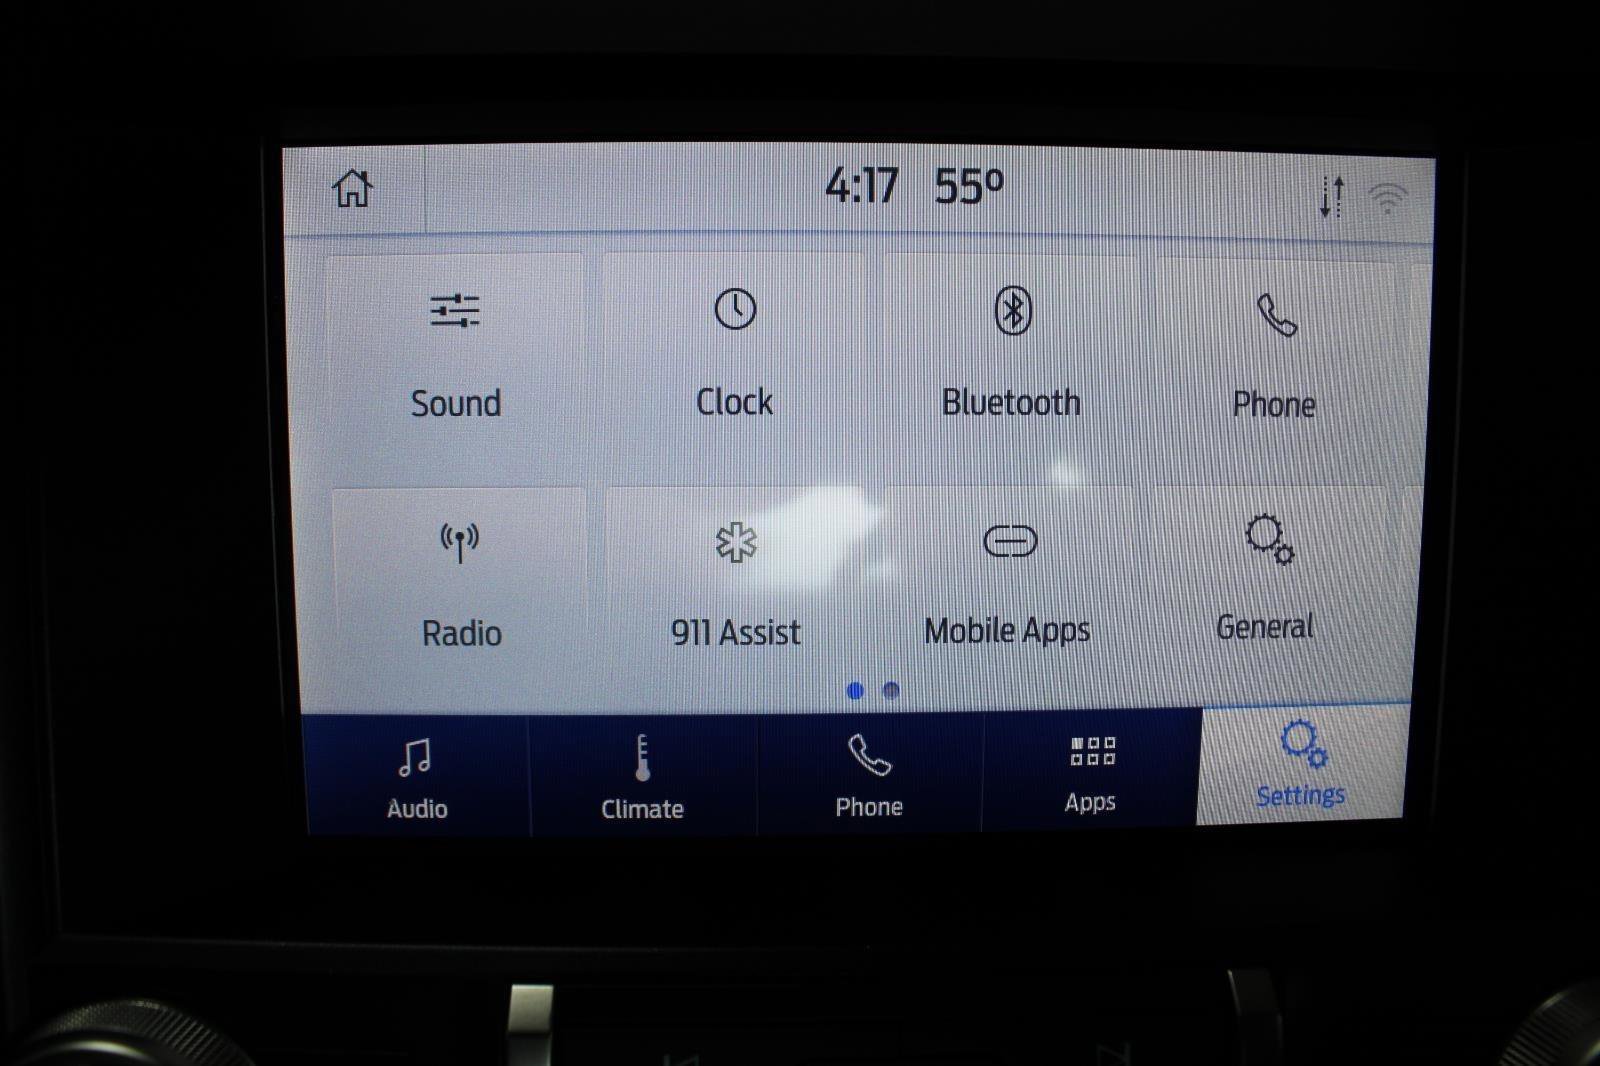 4:17 55°
Sound Clock Bluetooth Phone
Radio 911 Assist Mobile Apps General
Audio Climate Phone Apps Settings